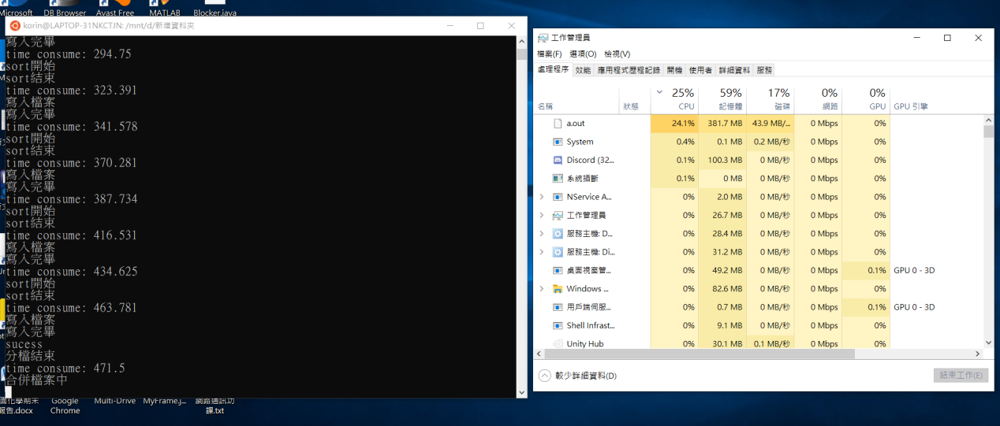 Microsoft
DB Browser
Avast Free
MATLAB
Blocker.java
korin@LAPTOP-31NKCTJN: /mnt/d/新增資料夾
寫入完畢
time consume: 294.75
sort開始
sort結束
time consume: 323.391
寫入檔案
寫入完畢
time consume: 341.578
sort開始
sort結束
time consume: 370.281
寫入檔案
寫入完畢
time consume: 387.734
sort開始
sort結束
time consume: 416.531
寫入檔案
寫入完畢
time consume: 434.625
sort開始
sort結束
time consume: 463.781
寫入檔案
寫入完畢
sucess
分檔結束
time consume: 471.5
合併檔案中
報告.docx
Google
Chrome
Multi-Drive
MyFrame.j...
網路通訊功
課.txt
工作管理員
檔案(F) 選項(O) 檢視(V)
處理程序 效能 應用程式歷程記錄 開機 使用者 詳細資料 服務
25% 59% 17% 0% 0%
名稱 狀態 CPU 記憶體 磁碟 網路 GPU GPU 引擎
a.out 24.1% 381.7 MB 43.9 MB/... 0 Mbps 0%
System 0.4% 0.1 MB 0.2 MB/秒 0 Mbps 0%
Discord (32... 0.1% 100.3 MB 0 MB/秒 0 Mbps 0%
系統插斷 0.1% 0 MB 0 MB/秒 0 Mbps 0%
NService A... 0% 2.0 MB 0 MB/秒 0 Mbps 0%
工作管理員 0% 26.7 MB 0 MB/秒 0 Mbps 0%
服務主機: D... 0% 28.4 MB 0 MB/秒 0 Mbps 0%
服務主機: Di... 0% 31.2 MB 0 MB/秒 0 Mbps 0%
桌面視窗管... 0% 49.2 MB 0 MB/秒 0 Mbps 0.1% GPU 0 - 3D
Windows ... 0% 82.6 MB 0 MB/秒 0 Mbps 0%
用戶端伺服... 0% 0.7 MB 0 MB/秒 0 Mbps 0.1% GPU 0 - 3D
Shell Infrast... 0% 9.1 MB 0 MB/秒 0 Mbps 0%
Unity Hub 0% 30.1 MB 0.1 MB/秒 0 Mbps 0%
較少詳細資料(D)
結束工作(E)